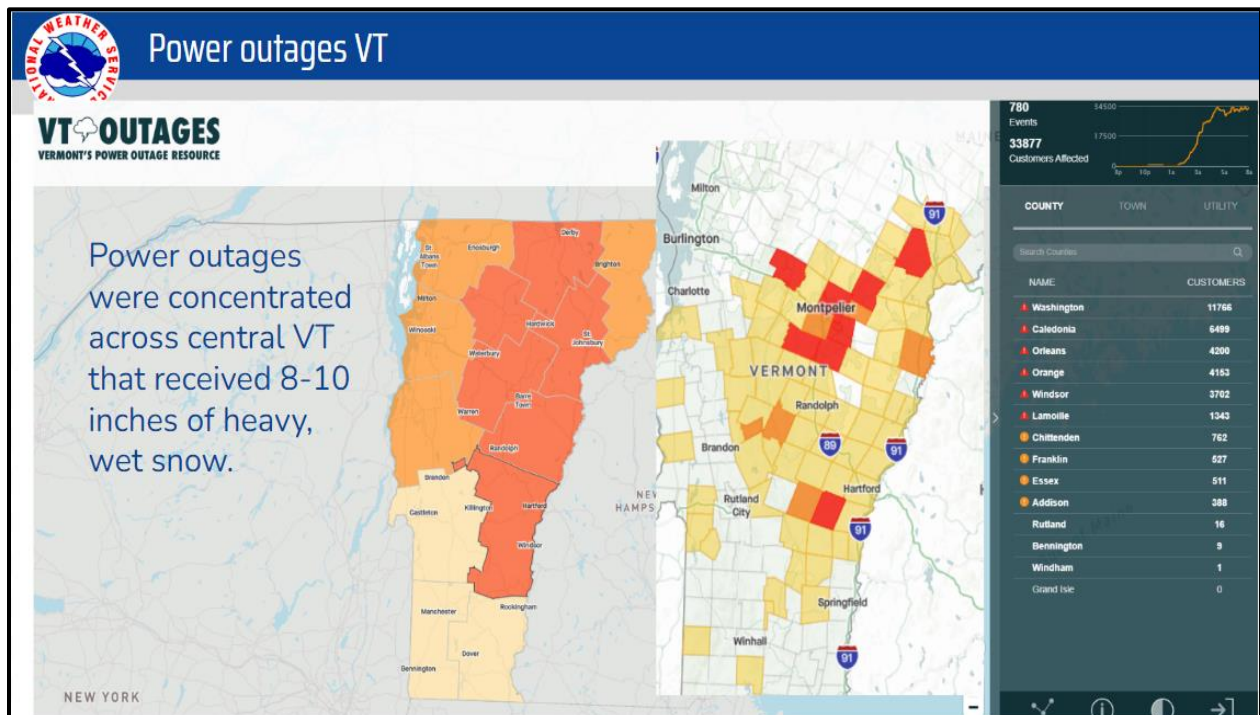 NATIONAL WEATHER SERVICE
Power outages VT
VT OUTAGES
VERMONT'S POWER OUTAGE RESOURCE
Power outages
were concentrated
across central VT
that received 8-10
inches of heavy,
wet snow.
Derby
St. Albans Town
Enosburgh
Brighton
Milton
Winooski
Hardwick
St. Johnsbury
Waterbury
Barre Town
Warren
Randolph
Brandon
Castleton
Killington
Hartford
Windsor
Manchester
Rockingham
Dover
Bennington
NEW YORK
NEW
HAMPS
Milton
91
Burlington
Charlotte
Montpelier
VERMONT
Randolph
Brandon
89
91
Rutland
City
Hartford
91
Springfield
Winhall
91
780
Events
33877
Customers Affected
17500
0
COUNTY TOWN UTILITY
Search Counties
NAME CUSTOMERS
Washington 11766
Caledonia 6499
Orleans 4200
Orange 4153
Windsor 3702
Lamoille 1343
Chittenden 762
Franklin 527
Essex 511
Addison 388
Rutland 16
Bennington 9
Windham 1
Grand Isle 0